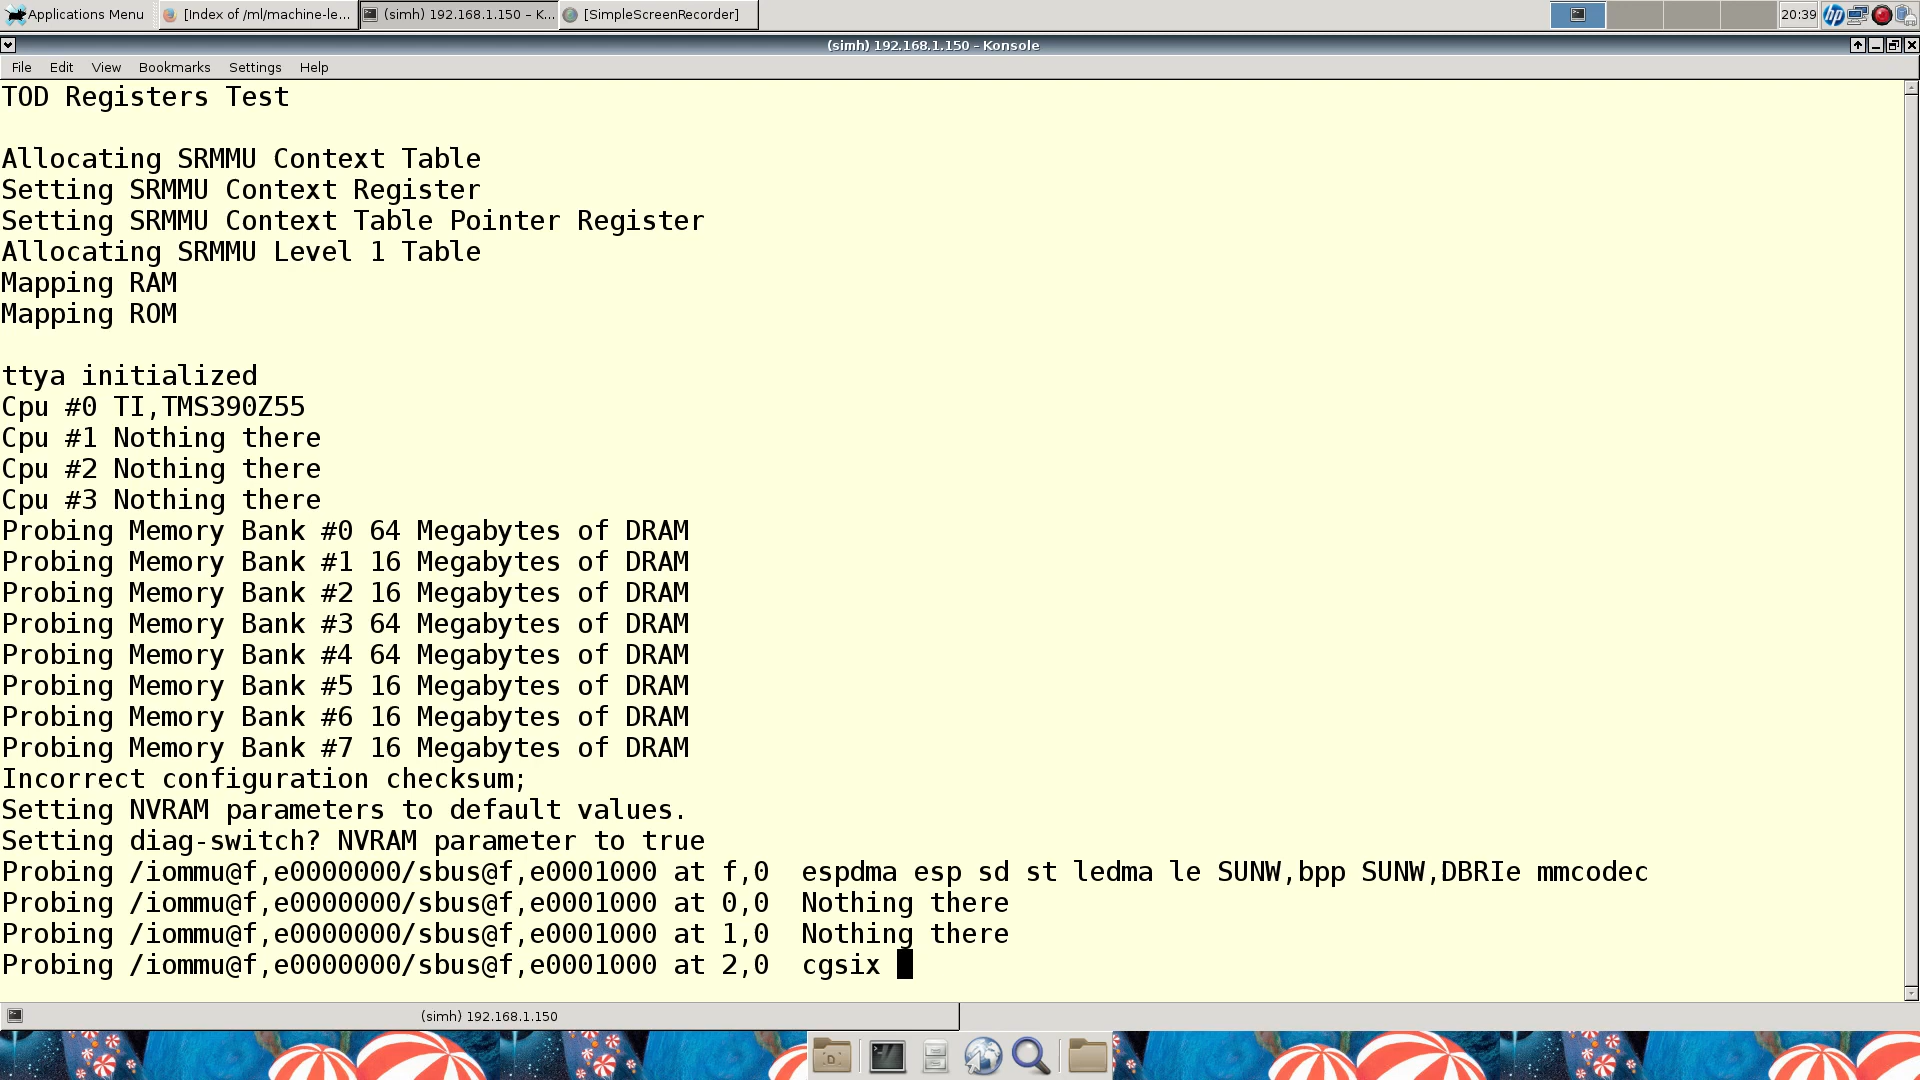 Applications Menu
[Index of /ml/machine-le...
(simh) 192.168.1.150 – K...
[SimpleScreenRecorder]
20:39
(simh) 192.168.1.150 – Konsole
File Edit View Bookmarks Settings Help
TOD Registers Test
Allocating SRMMU Context Table
Setting SRMMU Context Register
Setting SRMMU Context Table Pointer Register
Allocating SRMMU Level 1 Table
Mapping RAM
Mapping ROM
ttya initialized
Cpu #0 TI,TMS390Z55
Cpu #1 Nothing there
Cpu #2 Nothing there
Cpu #3 Nothing there
Probing Memory Bank #0 64 Megabytes of DRAM
Probing Memory Bank #1 16 Megabytes of DRAM
Probing Memory Bank #2 16 Megabytes of DRAM
Probing Memory Bank #3 64 Megabytes of DRAM
Probing Memory Bank #4 64 Megabytes of DRAM
Probing Memory Bank #5 16 Megabytes of DRAM
Probing Memory Bank #6 16 Megabytes of DRAM
Probing Memory Bank #7 16 Megabytes of DRAM
Incorrect configuration checksum;
Setting NVRAM parameters to default values.
Setting diag-switch? NVRAM parameter to true
Probing /iommu@f,e0000000/sbus@f,e0001000 at f,0  espdma esp sd st ledma le SUNW,bpp SUNW,DBRIe mmcodec
Probing /iommu@f,e0000000/sbus@f,e0001000 at 0,0  Nothing there
Probing /iommu@f,e0000000/sbus@f,e0001000 at 1,0  Nothing there
Probing /iommu@f,e0000000/sbus@f,e0001000 at 2,0  cgsix
(simh) 192.168.1.150